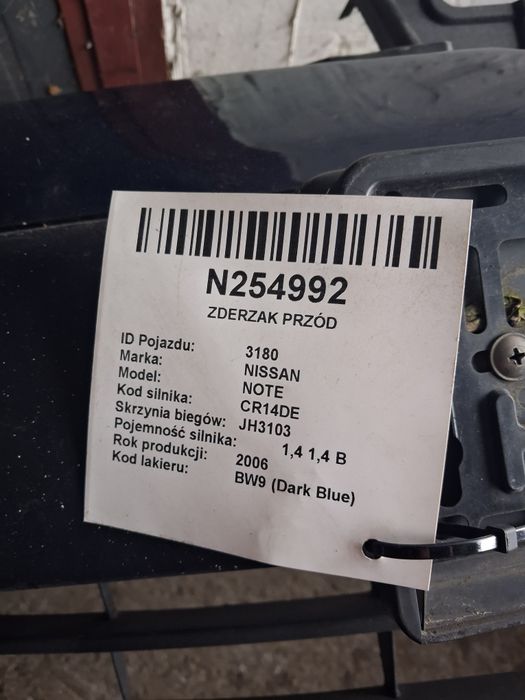 N254992
ZDERZAK PRZÓD
ID Pojazdu: 3180
Marka: NISSAN
Model: NOTE
Kod silnika: CR14DE
Skrzynia biegów: JH3103
Pojemność silnika: 1,4 1,4 B
Rok produkcji: 2006
Kod lakieru: BW9 (Dark Blue)